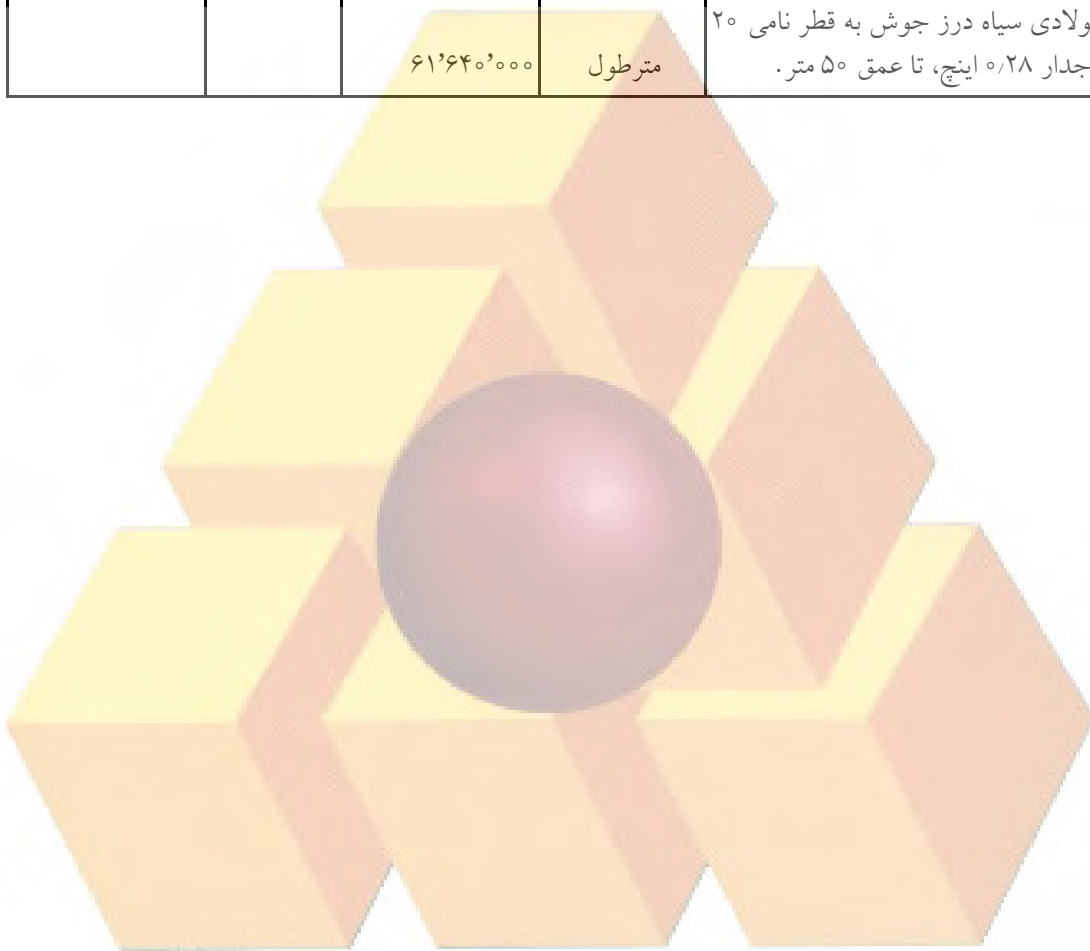 ولادی سیاه درز جوش به قطر نامی ۲۰
جدار ۰٫۲۸ اینچ، تا عمق ۵۰ متر. مترطول ۶۱٬۶۴۰٬۰۰۰